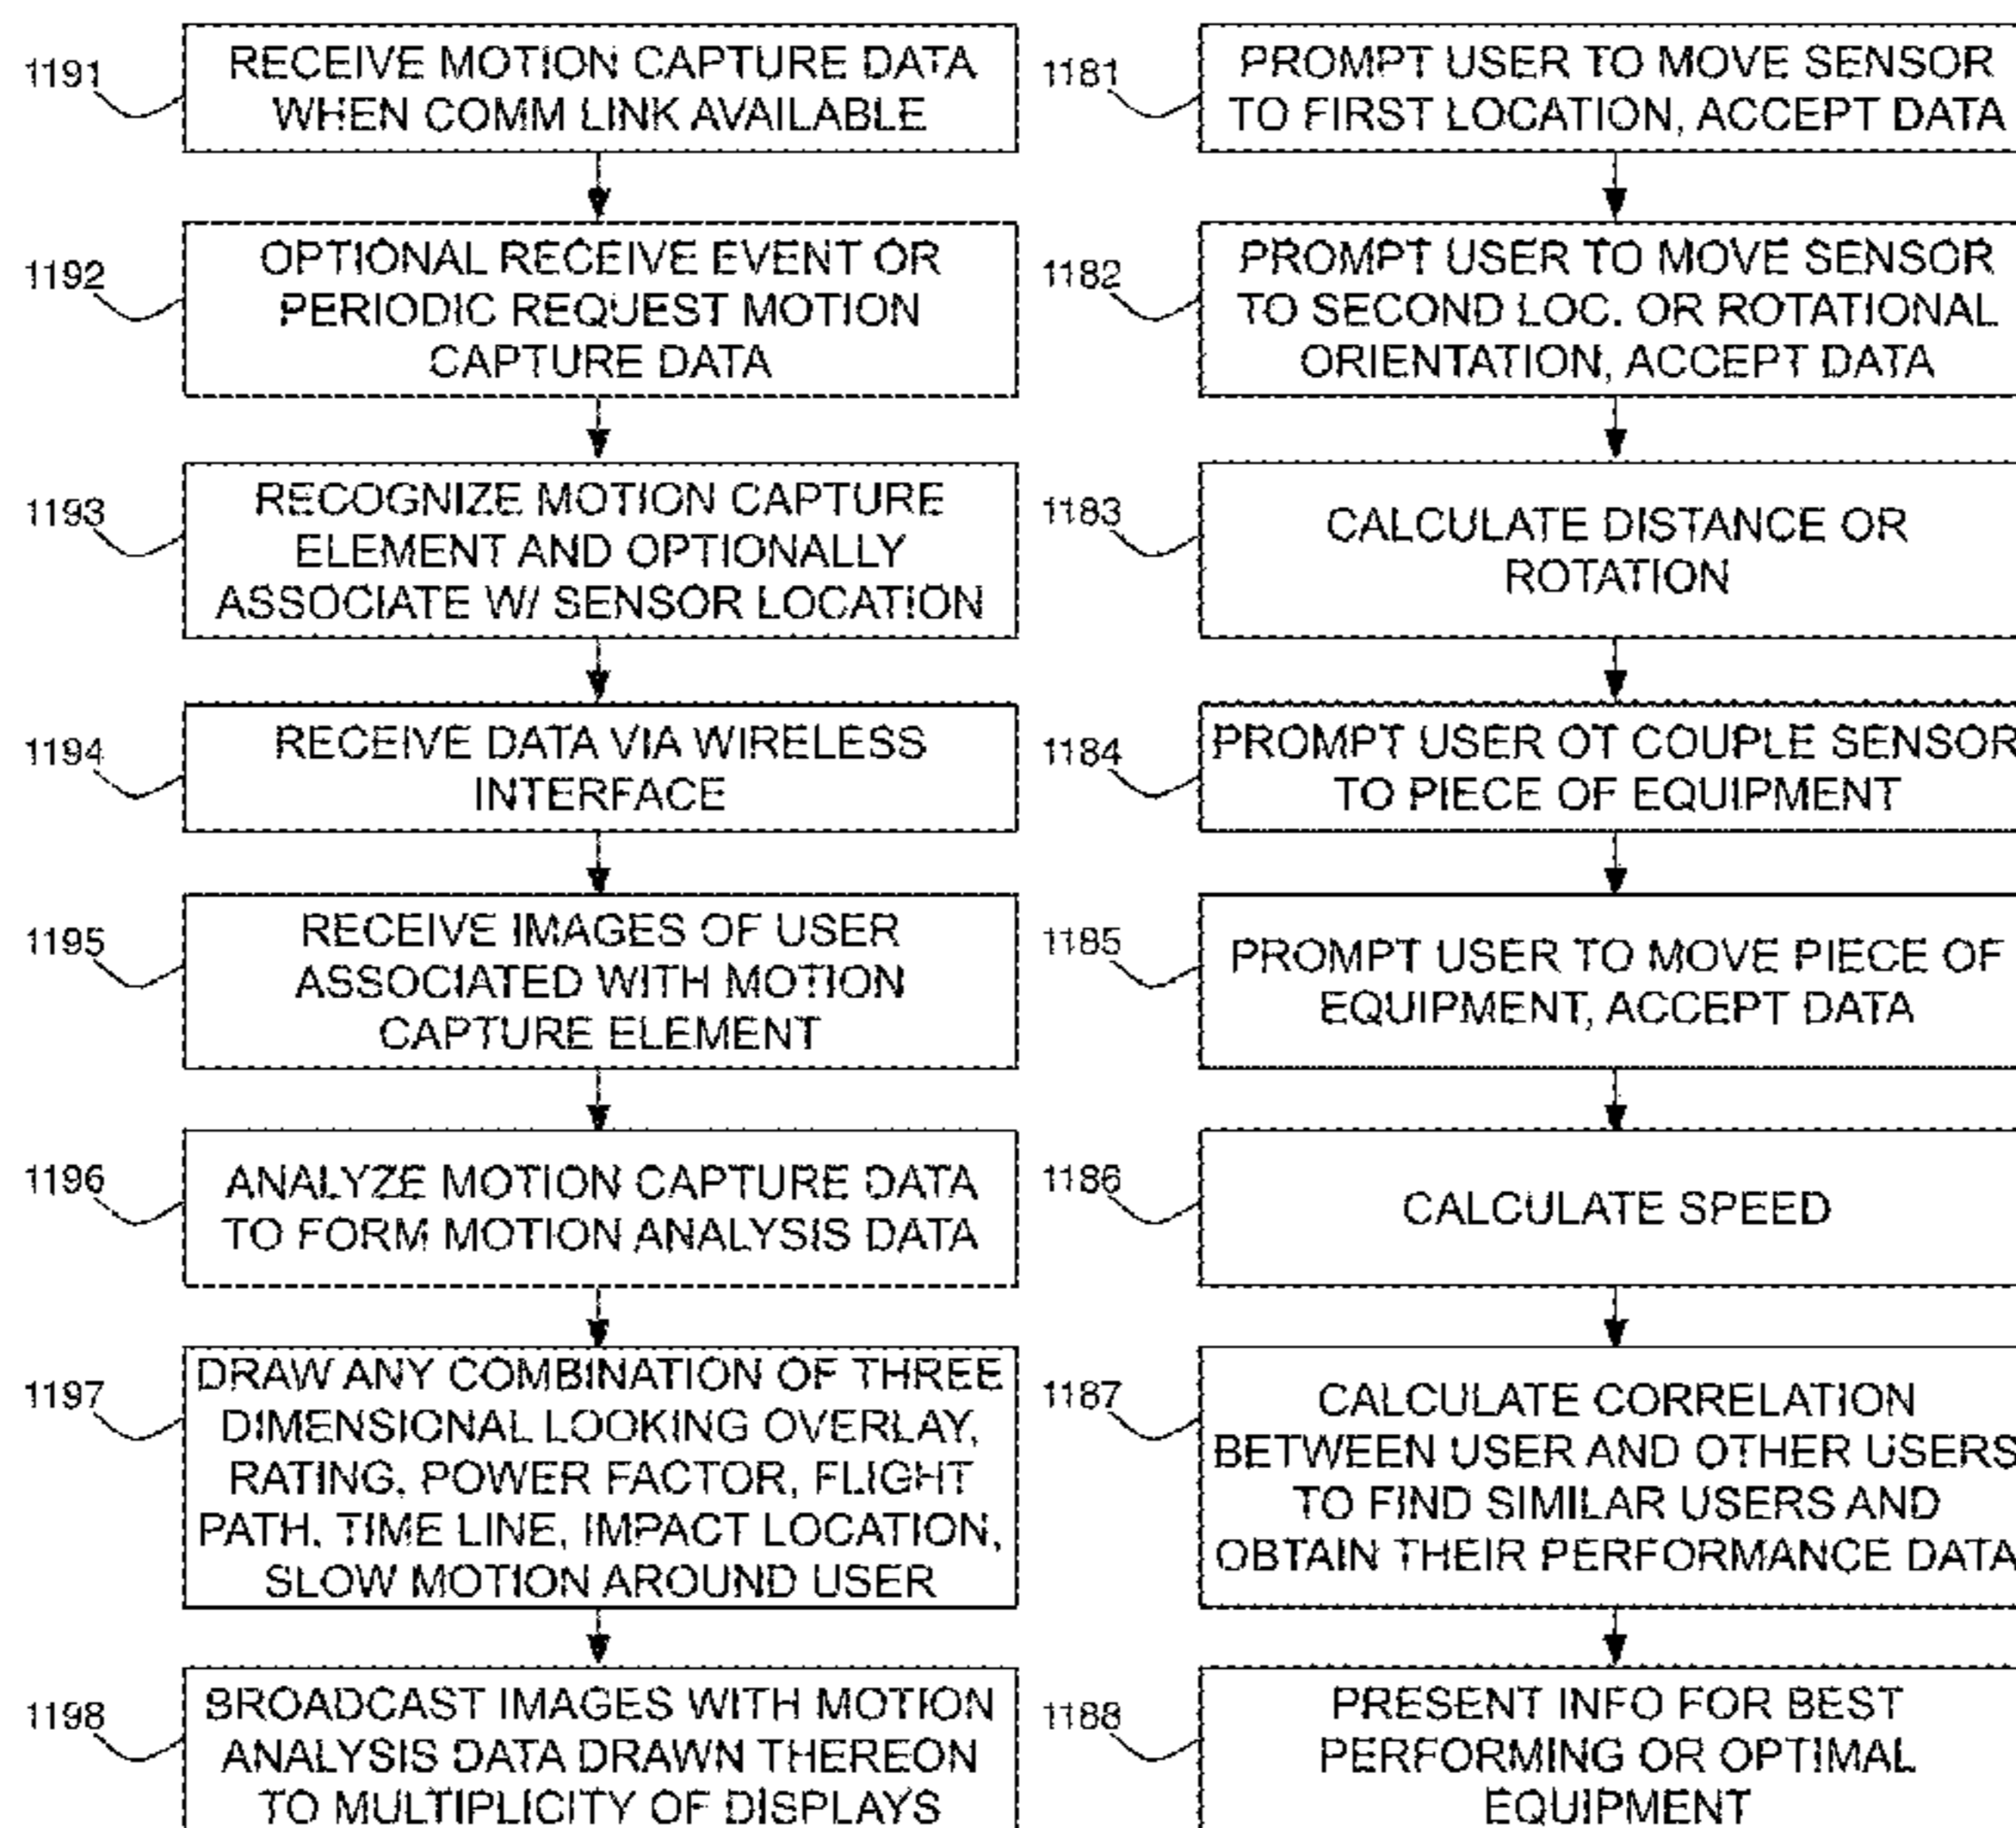 1191
RECEIVE MOTION CAPTURE DATA
WHEN COMM LINK AVAILABLE
1192
OPTIONAL RECEIVE EVENT OR
PERIODIC REQUEST MOTION
CAPTURE DATA
1193
RECOGNIZE MOTION CAPTURE
ELEMENT AND OPTIONALLY
ASSOCIATE W/ SENSOR LOCATION
1194
RECEIVE DATA VIA WIRELESS
INTERFACE
1195
RECEIVE IMAGES OF USER
ASSOCIATED WITH MOTION
CAPTURE ELEMENT
1196
ANALYZE MOTION CAPTURE DATA
TO FORM MOTION ANALYSIS DATA
1197
DRAW ANY COMBINATION OF THREE
DIMENSIONAL LOOKING OVERLAY,
RATING, POWER FACTOR, FLIGHT
PATH, TIME LINE, IMPACT LOCATION,
SLOW MOTION AROUND USER
1198
BROADCAST IMAGES WITH MOTION
ANALYSIS DATA DRAWN THEREON
TO MULTIPLICITY OF DISPLAYS
1181
PROMPT USER TO MOVE SENSOR
TO FIRST LOCATION, ACCEPT DATA
1182
PROMPT USER TO MOVE SENSOR
TO SECOND LOC. OR ROTATIONAL
ORIENTATION, ACCEPT DATA
1183
CALCULATE DISTANCE OR
ROTATION
1184
PROMPT USER OT COUPLE SENSOR
TO PIECE OF EQUIPMENT
1185
PROMPT USER TO MOVE PIECE OF
EQUIPMENT, ACCEPT DATA
1186
CALCULATE SPEED
1187
CALCULATE CORRELATION
BETWEEN USER AND OTHER USERS
TO FIND SIMILAR USERS AND
OBTAIN THEIR PERFORMANCE DATA
1188
PRESENT INFO FOR BEST
PERFORMING OR OPTIMAL
EQUIPMENT